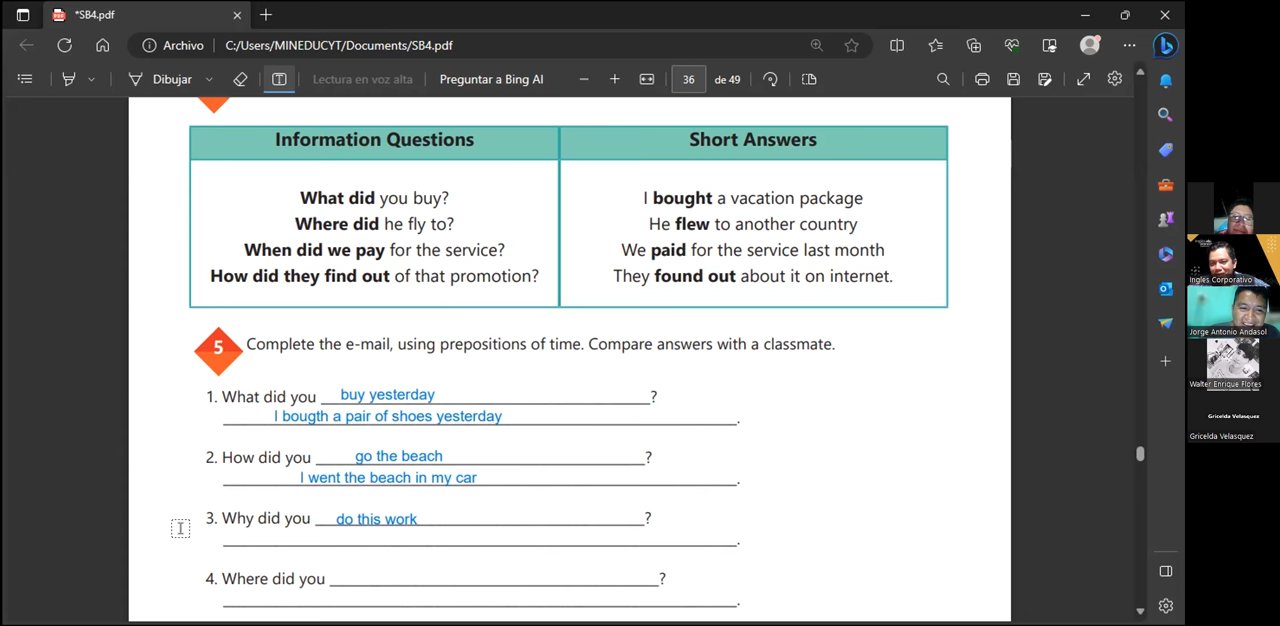 *SB4.pdf
Archivo C:/Users/MINEDUCYT/Documents/SB4.pdf
Dibujar Lectura en voz alta Preguntar a Bing AI 36 de 49
Information Questions Short Answers
What did you buy? I bought a vacation package
Where did he fly to? He flew to another country
When did we pay for the service? We paid for the service last month
How did they find out of that promotion? They found out about it on internet.
5 Complete the e-mail, using prepositions of time. Compare answers with a classmate.
1. What did you buy yesterday ?
I bougth a pair of shoes yesterday .
2. How did you go the beach ?
I went the beach in my car .
3. Why did you do this work ?
.
4. Where did you ?
.
Ingles Corporativo
Jorge Antonio Andasol
Walter Enrique Flores
Gricelda Velasquez
Gricelda Velasquez